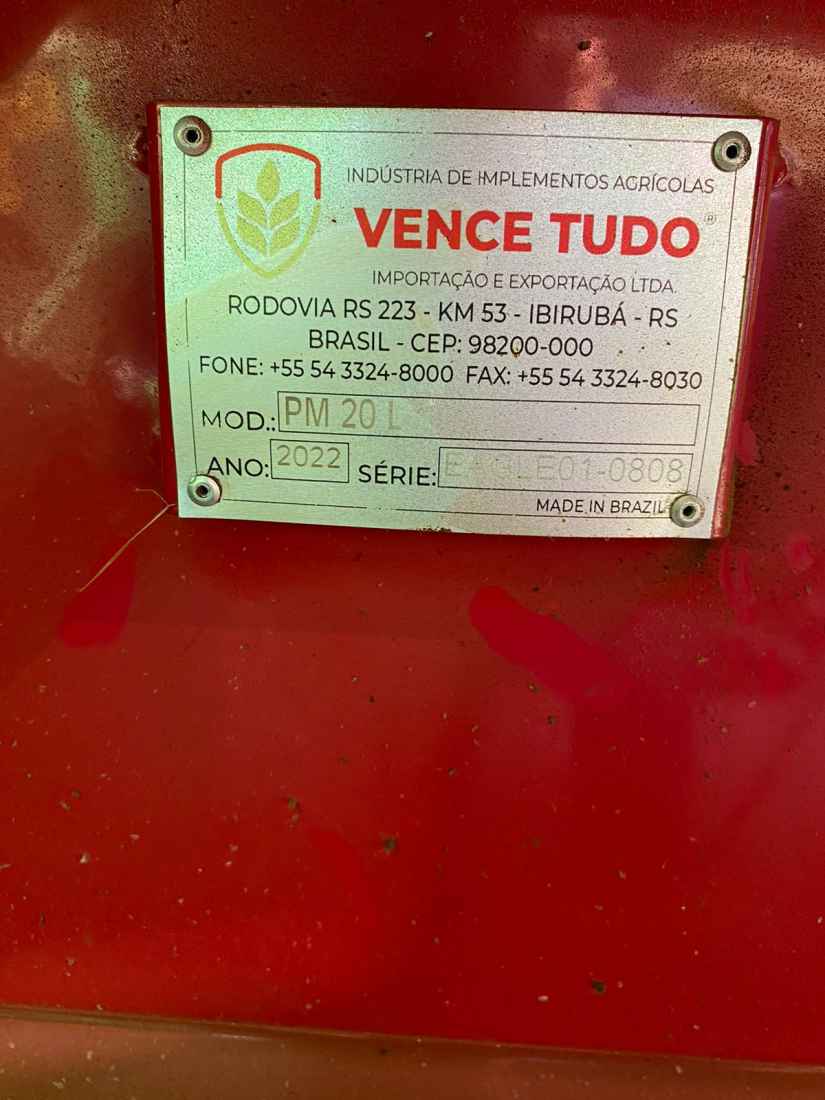 INDÚSTRIA DE IMPLEMENTOS AGRÍCOLAS
VENCE TUDO®
IMPORTAÇÃO E EXPORTAÇÃO LTDA.
RODOVIA RS 223 - KM 53 - IBIRUBÁ - RS
BRASIL - CEP: 98200-000
FONE: +55 54 3324-8000 FAX: +55 54 3324-8030
MOD.: PM 20 L
ANO: 2022 SÉRIE: EAGLE01-0808
MADE IN BRAZIL